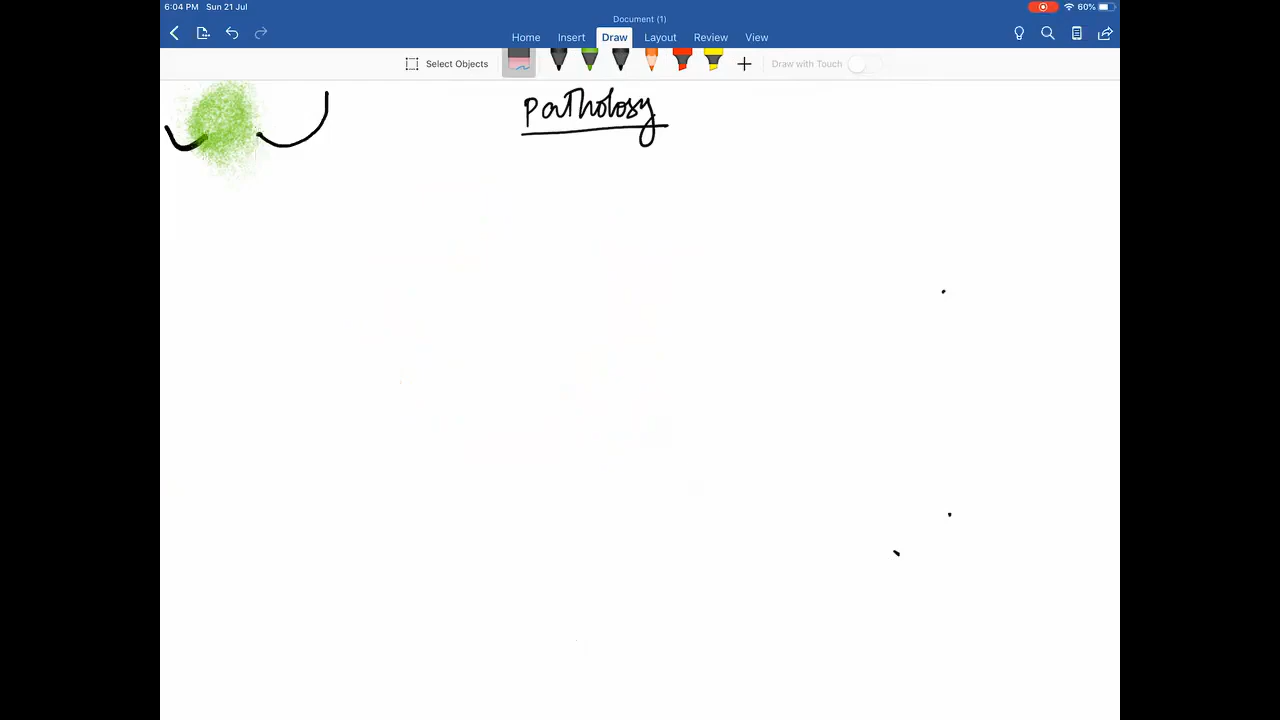 6:04 PM Sun 21 Jul 60%
Document (1)
Home Insert Draw Layout Review View
Select Objects Draw with Touch
Pathology